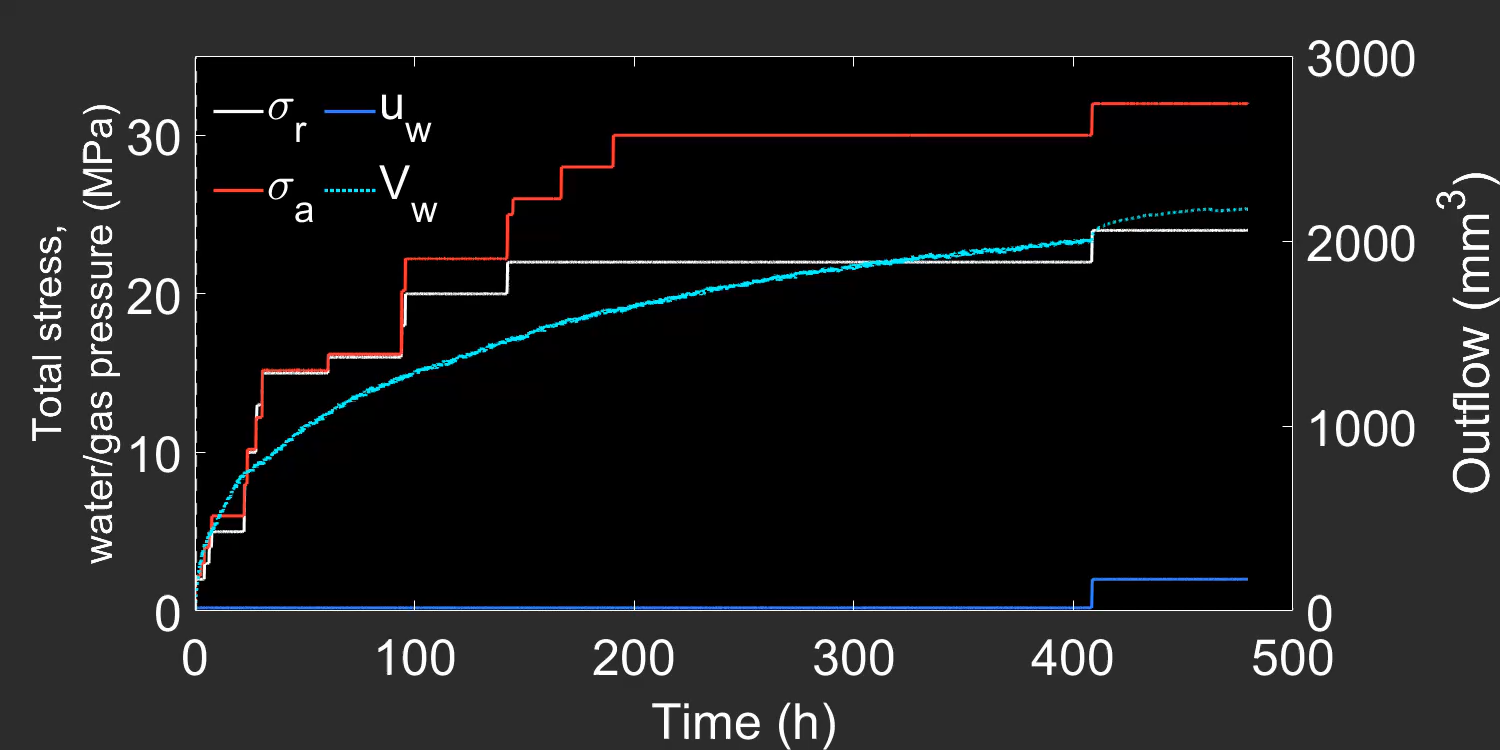 σr uw
σa Vw
Total stress,
water/gas pressure (MPa)
30
20
10
0
3000
2000
1000
0
Outflow (mm³)
0 100 200 300 400 500
Time (h)